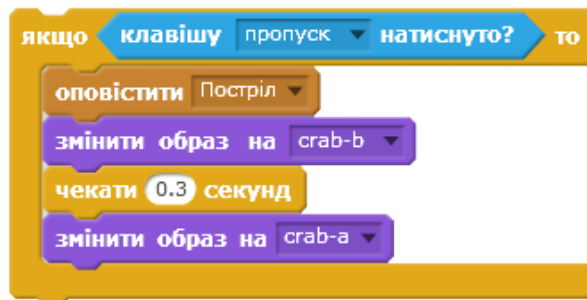 якщо клавішу пропуск натиснуто? то
оповістити Постріл
змінити образ на crab-b
чекати 0.3 секунд
змінити образ на crab-a